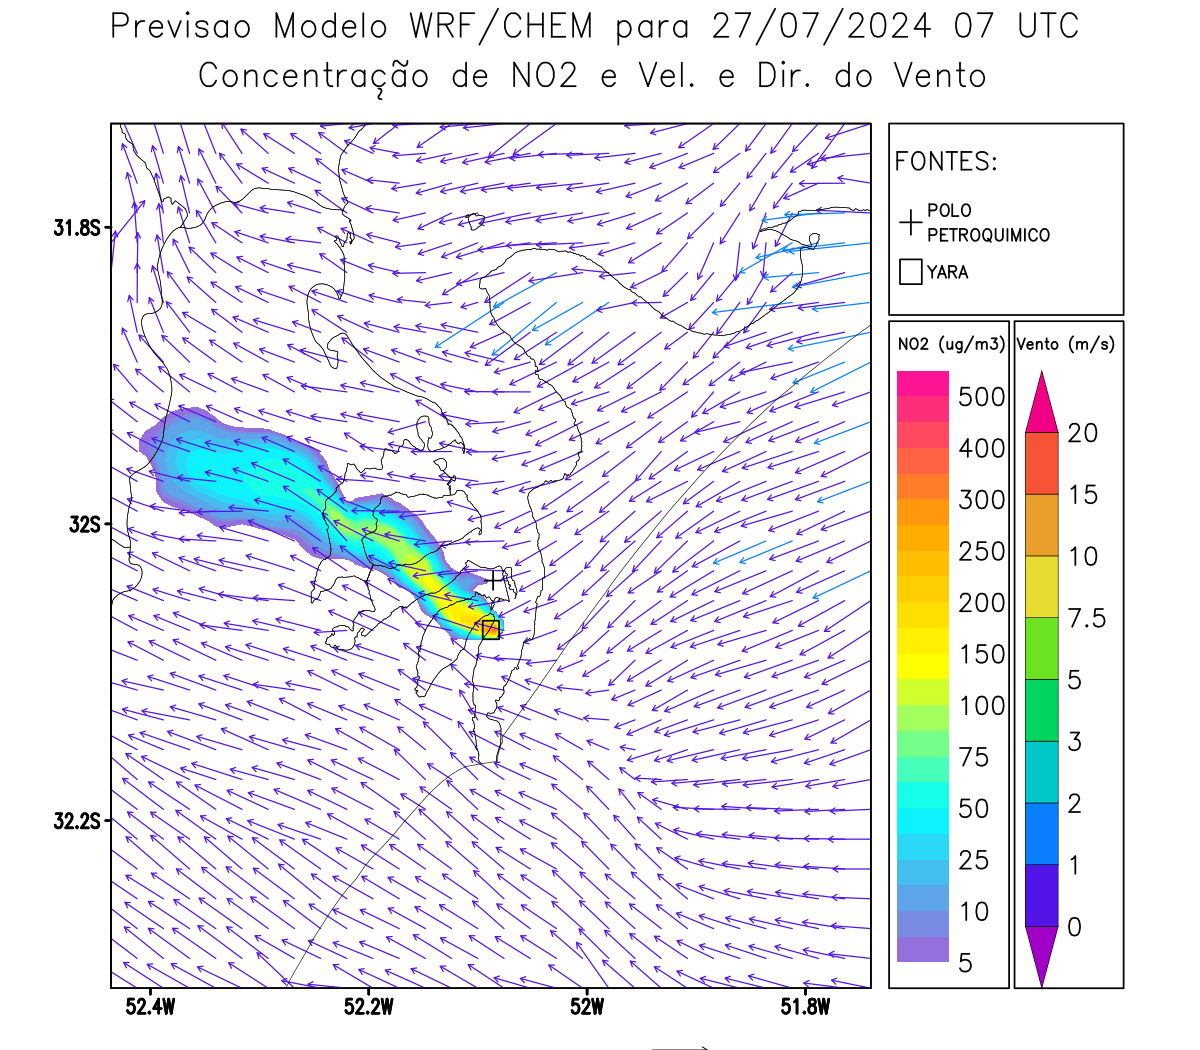 Previsao Modelo WRF/CHEM para 27/07/2024 07 UTC
Concentração de NO2 e Vel. e Dir. do Vento
FONTES:
POLO
PETROQUIMICO
YARA
NO2 (ug/m3)
500
400
300
250
200
150
100
75
50
25
10
5
Vento (m/s)
20
15
10
7.5
5
3
2
1
0
31.8S
32S
32.2S
52.4W
52.2W
52W
51.8W